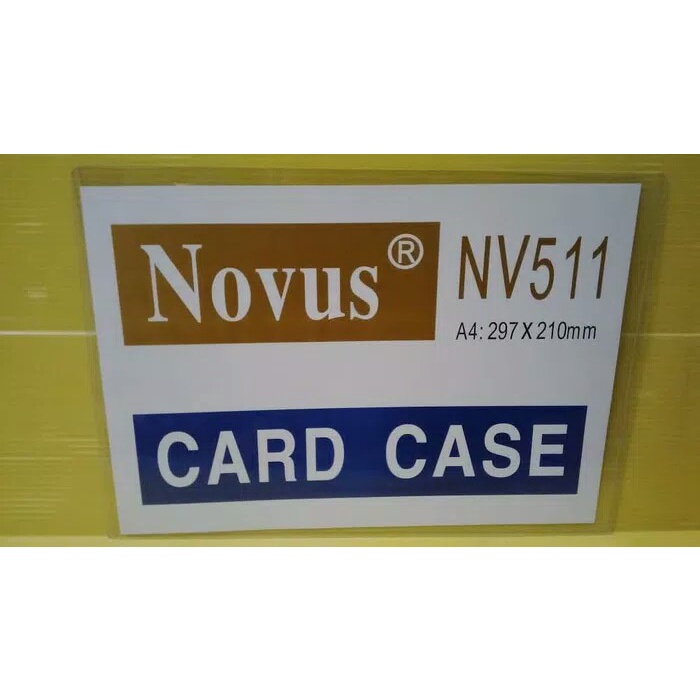 Novus®
NV511
A4: 297 X 210mm
CARD CASE